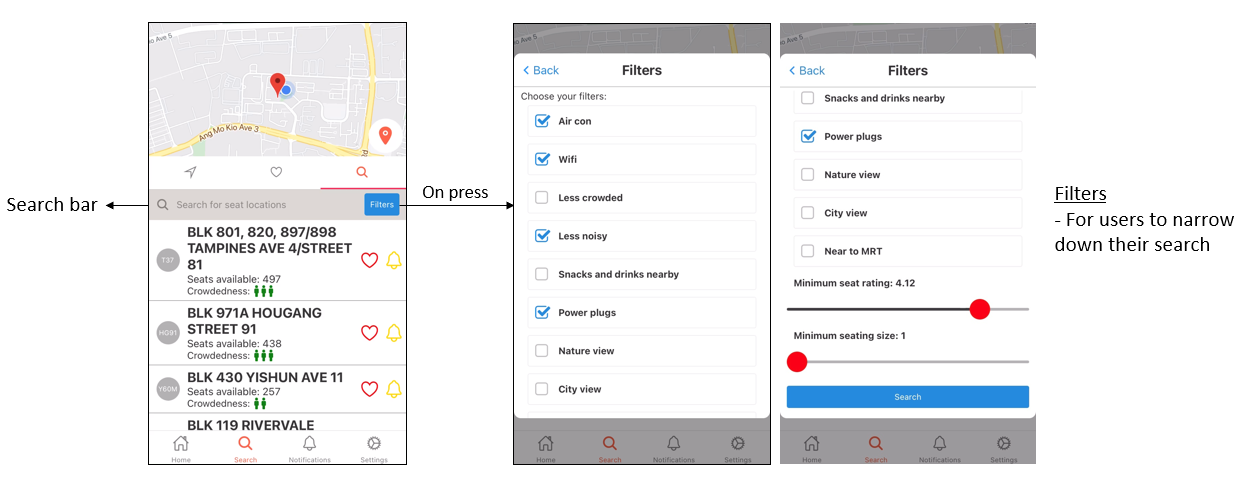 Ave 5
Ang Mo Kio Ave 3
Search bar
Search for seat locations
Filters
On press
BLK 801, 820, 897/898
TAMPINES AVE 4/STREET
81
T37
Seats available: 497
Crowdedness:
BLK 971A HOUGANG
STREET 91
HG91
Seats available: 438
Crowdedness:
BLK 430 YISHUN AVE 11
Y60M
Seats available: 257
Crowdedness:
BLK 119 RIVERVALE
Home
Search
Notifications
Settings
Kio Ave 5
Back
Filters
Choose your filters:
Air con
Wifi
Less crowded
Less noisy
Snacks and drinks nearby
Power plugs
Nature view
City view
Home
Search
Notifications
Settings
Kio Ave 5
Back
Filters
Snacks and drinks nearby
Power plugs
Nature view
City view
Near to MRT
Minimum seat rating: 4.12
Minimum seating size: 1
Search
Home
Search
Notifications
Settings
Filters
- For users to narrow
down their search